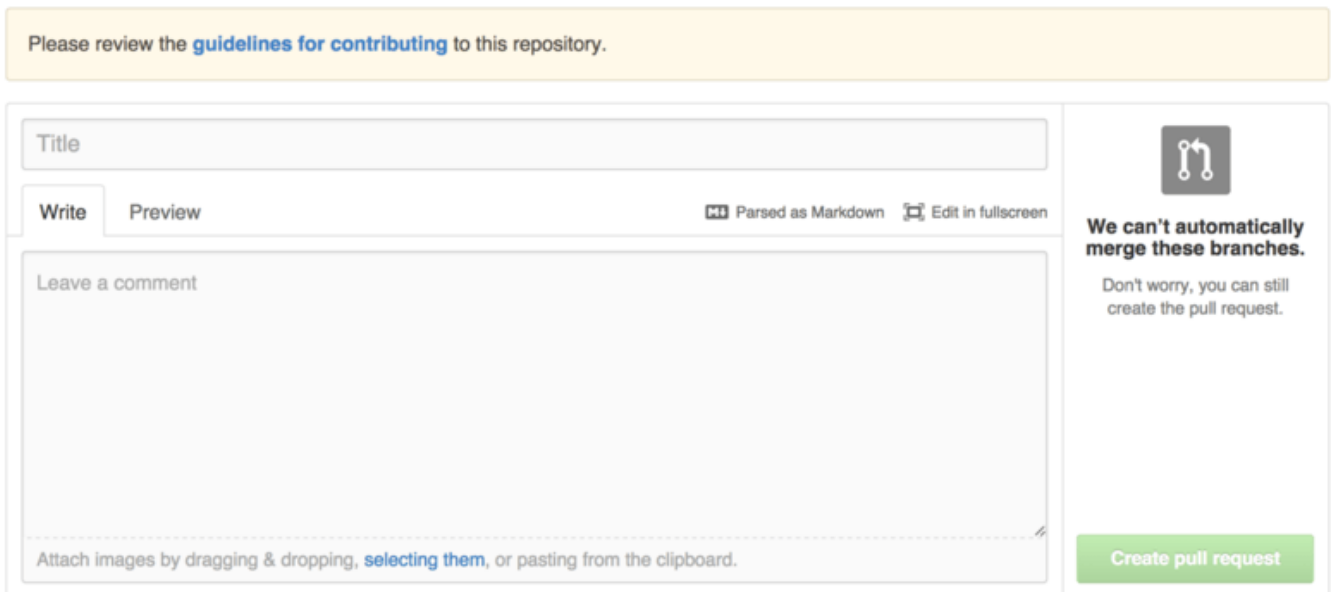 Please review the guidelines for contributing to this repository.
Title
Write Preview Parsed as Markdown Edit in fullscreen
Leave a comment
Attach images by dragging & dropping, selecting them, or pasting from the clipboard.
We can't automatically
merge these branches.
Don't worry, you can still
create the pull request.
Create pull request